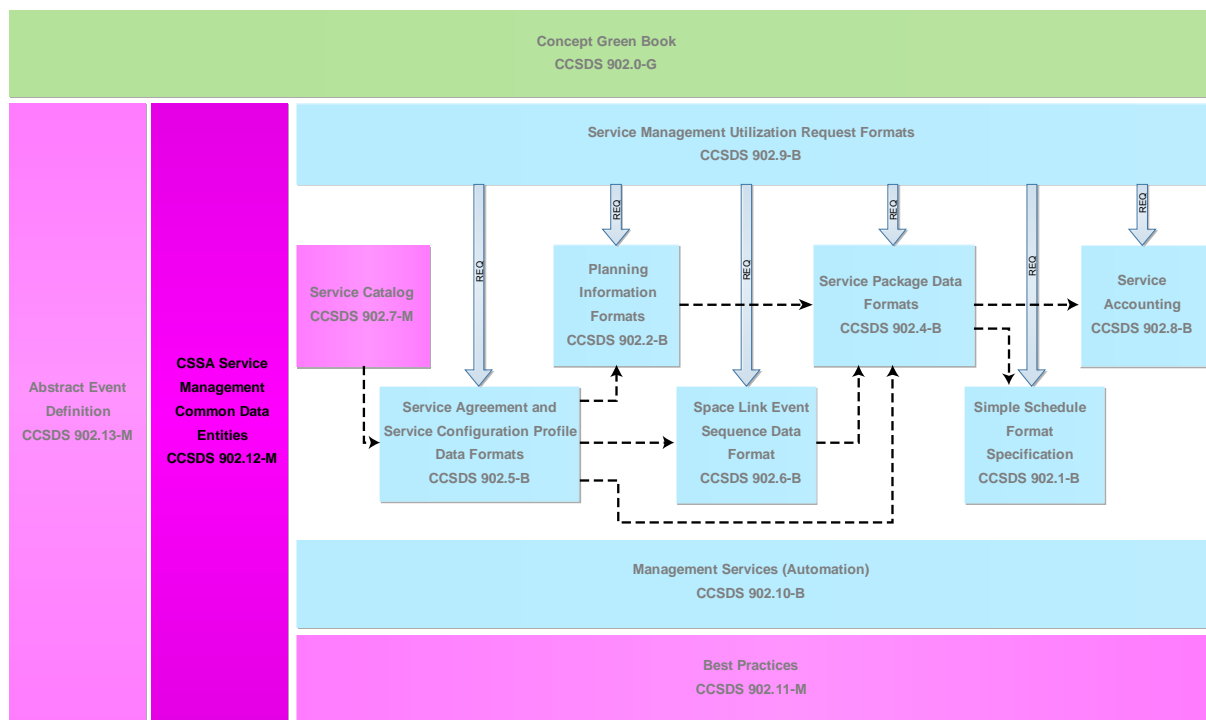 Concept Green Book
CCSDS 902.0-G
Service Management Utilization Request Formats
CCSDS 902.9-B
REQ
REQ
REQ
REQ
REQ
REQ
Service Catalog
CCSDS 902.7-M
Planning
Information
Formats
CCSDS 902.2-B
Service Package Data
Formats
CCSDS 902.4-B
Service
Accounting
CCSDS 902.8-B
Abstract Event
Definition
CCSDS 902.13-M
CSSA Service
Management
Common Data
Entities
CCSDS 902.12-M
Service Agreement and
Service Configuration Profile
Data Formats
CCSDS 902.5-B
Space Link Event
Sequence Data
Format
CCSDS 902.6-B
Simple Schedule
Format
Specification
CCSDS 902.1-B
Management Services (Automation)
CCSDS 902.10-B
Best Practices
CCSDS 902.11-M